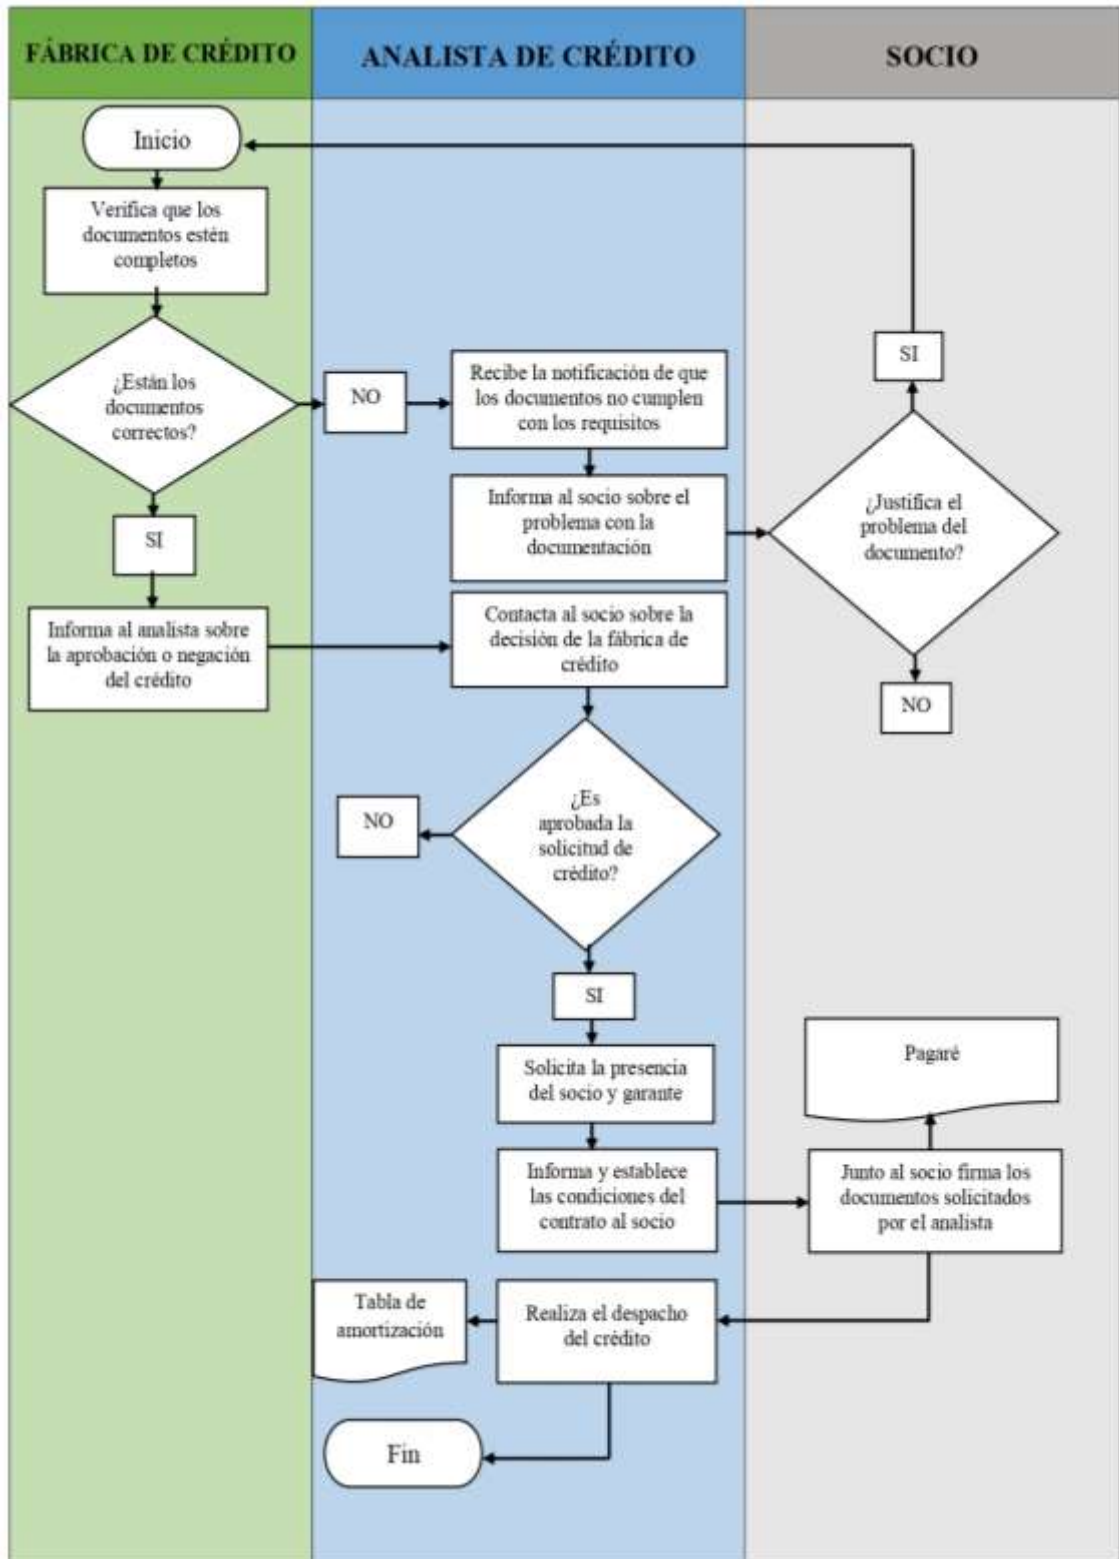 FÁBRICA DE CRÉDITO
ANALISTA DE CRÉDITO
SOCIO
Inicio
Verifica que los
documentos estén
completos
¿Están los
documentos
correctos?
NO
Recibe la notificación de que
los documentos no cumplen
con los requisitos
SI
Informa al socio sobre el
problema con la
documentación
¿Justifica el
problema del
documento?
SI
Informa al analista sobre
la aprobación o negación
del crédito
Contacta al socio sobre la
decisión de la fábrica de
crédito
NO
¿Es
aprobada la
solicitud de
crédito?
NO
SI
Solicita la presencia
del socio y garante
Pagaré
Informa y establece
las condiciones del
contrato al socio
Junto al socio firma los
documentos solicitados
por el analista
Tabla de
amortización
Realiza el despacho
del crédito
Fin